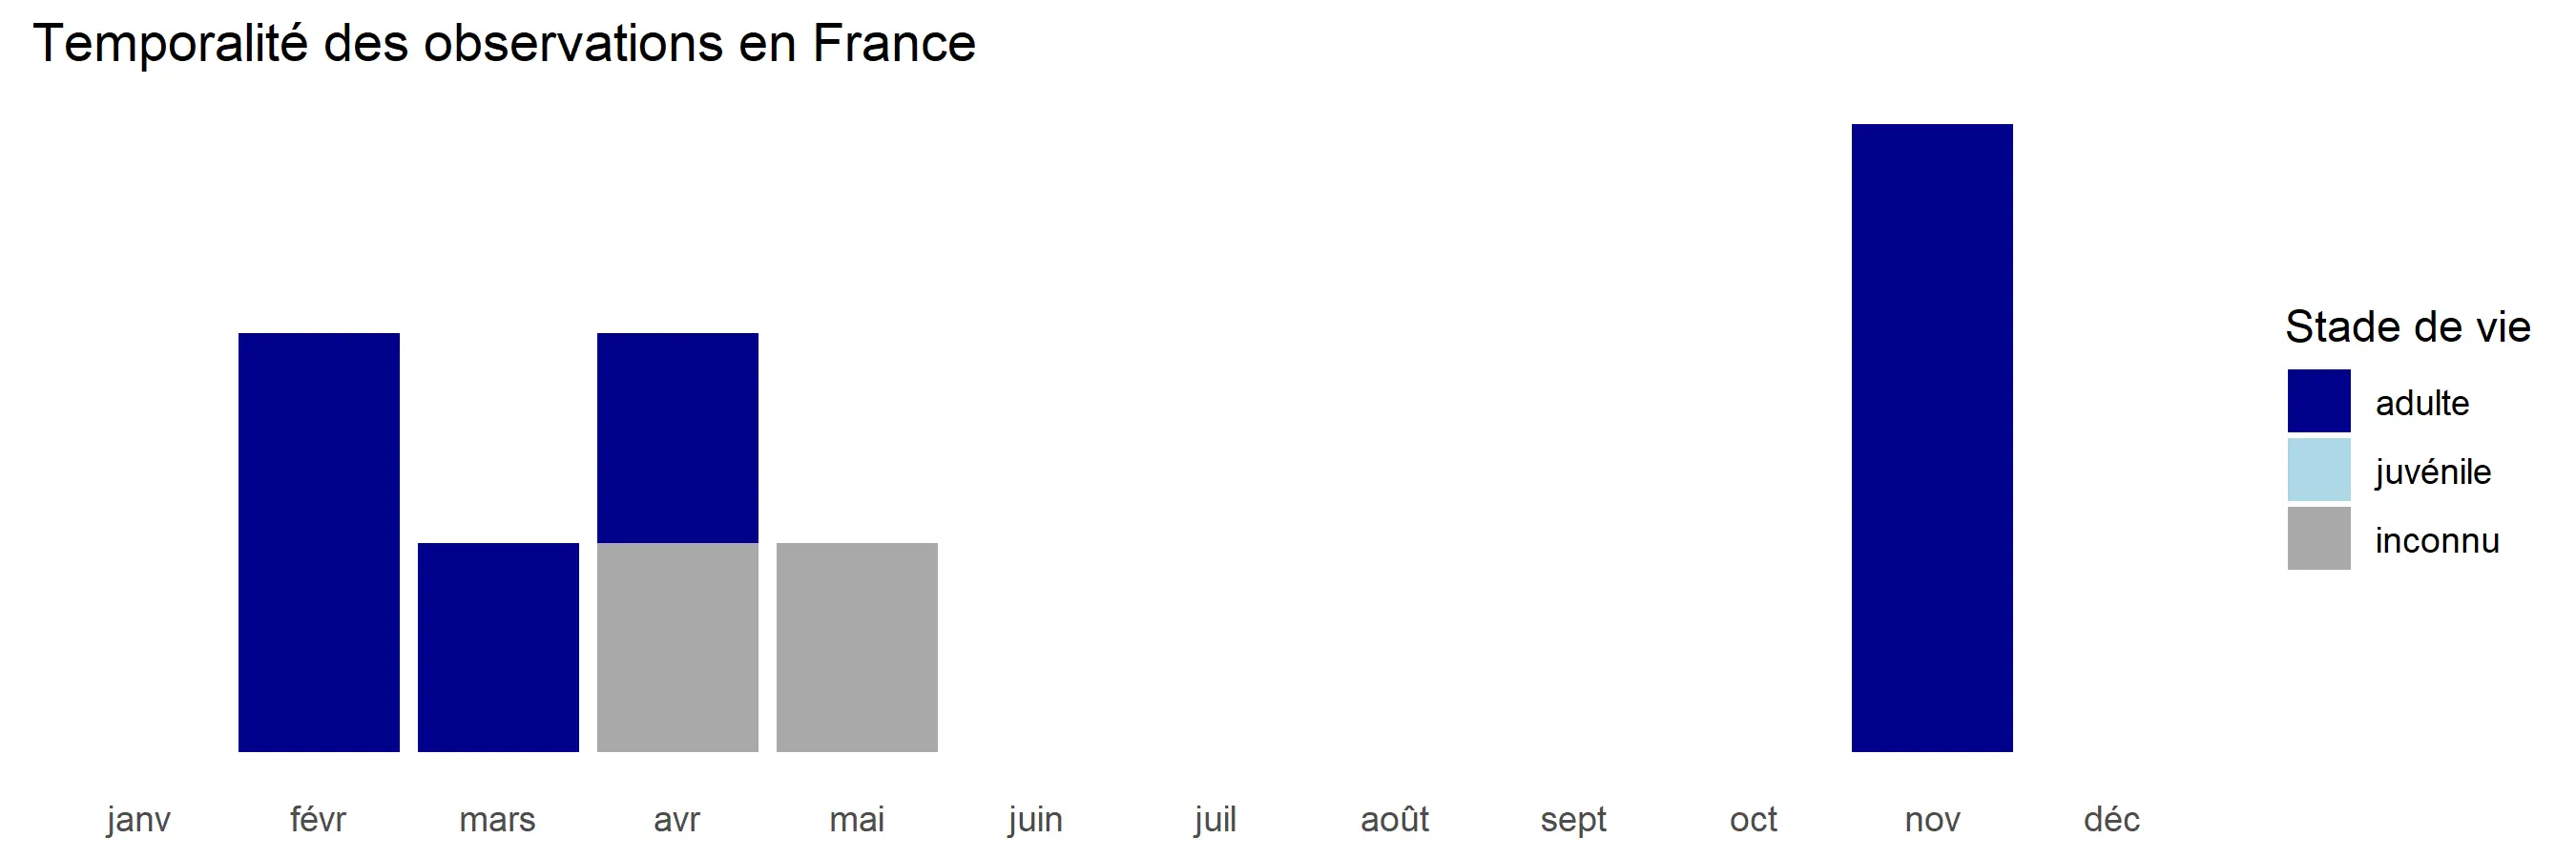 Temporalité des observations en France
Stade de vie
adulte
juvénile
inconnu
janv févr mars avr mai juin juil août sept oct nov déc